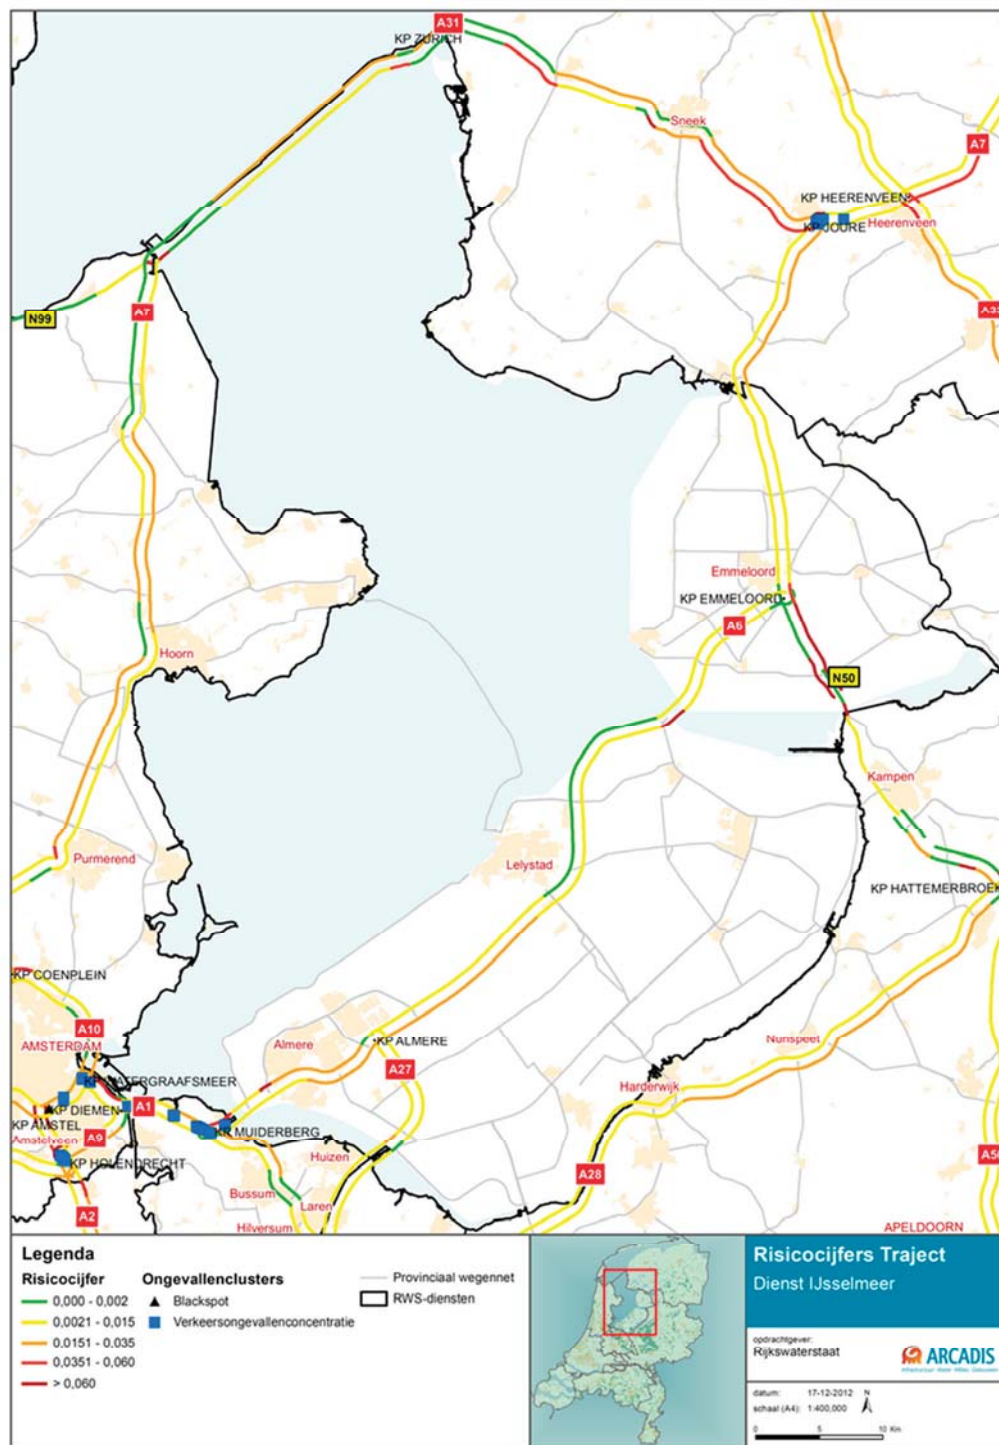 A31
KP ZURICH
Sneek
A7
KP HEERENVEEN
KP JOURE
Heerenveen
N99
A7
Emmeloord
KP EMMELOORD
A6
N50
Hoorn
Kampen
Purmerend
Lelystad
KP HATTEMERBROEK
KP COENPLEIN
A10
AMSTERDAM
Almere
KP ALMERE
Nunspeet
A27
KP WATERGRAAFSMEER
Harderwijk
A1
KP DIEMEN
KP AMSTEL
KP MUIDERBERG
Amstelveen
A9
Huizen
KP HOLENDRECHT
A28
Bussum
Laren
A2
Hilversum
APELDOORN
Legenda
Risicocijfer
0,000 - 0,002
0,0021 - 0,015
0,0151 - 0,035
0,0351 - 0,060
> 0,060
Ongevallenclusters
Blackspot
Verkeersongevallenconcentratie
Provinciaal wegennet
RWS-diensten
Risicocijfers Traject
Dienst IJsselmeer
opdrachtgever:
Rijkswaterstaat
ARCADIS
datum: 17-12-2012
N
schaal (A4): 1:400,000
0 5 10 Km